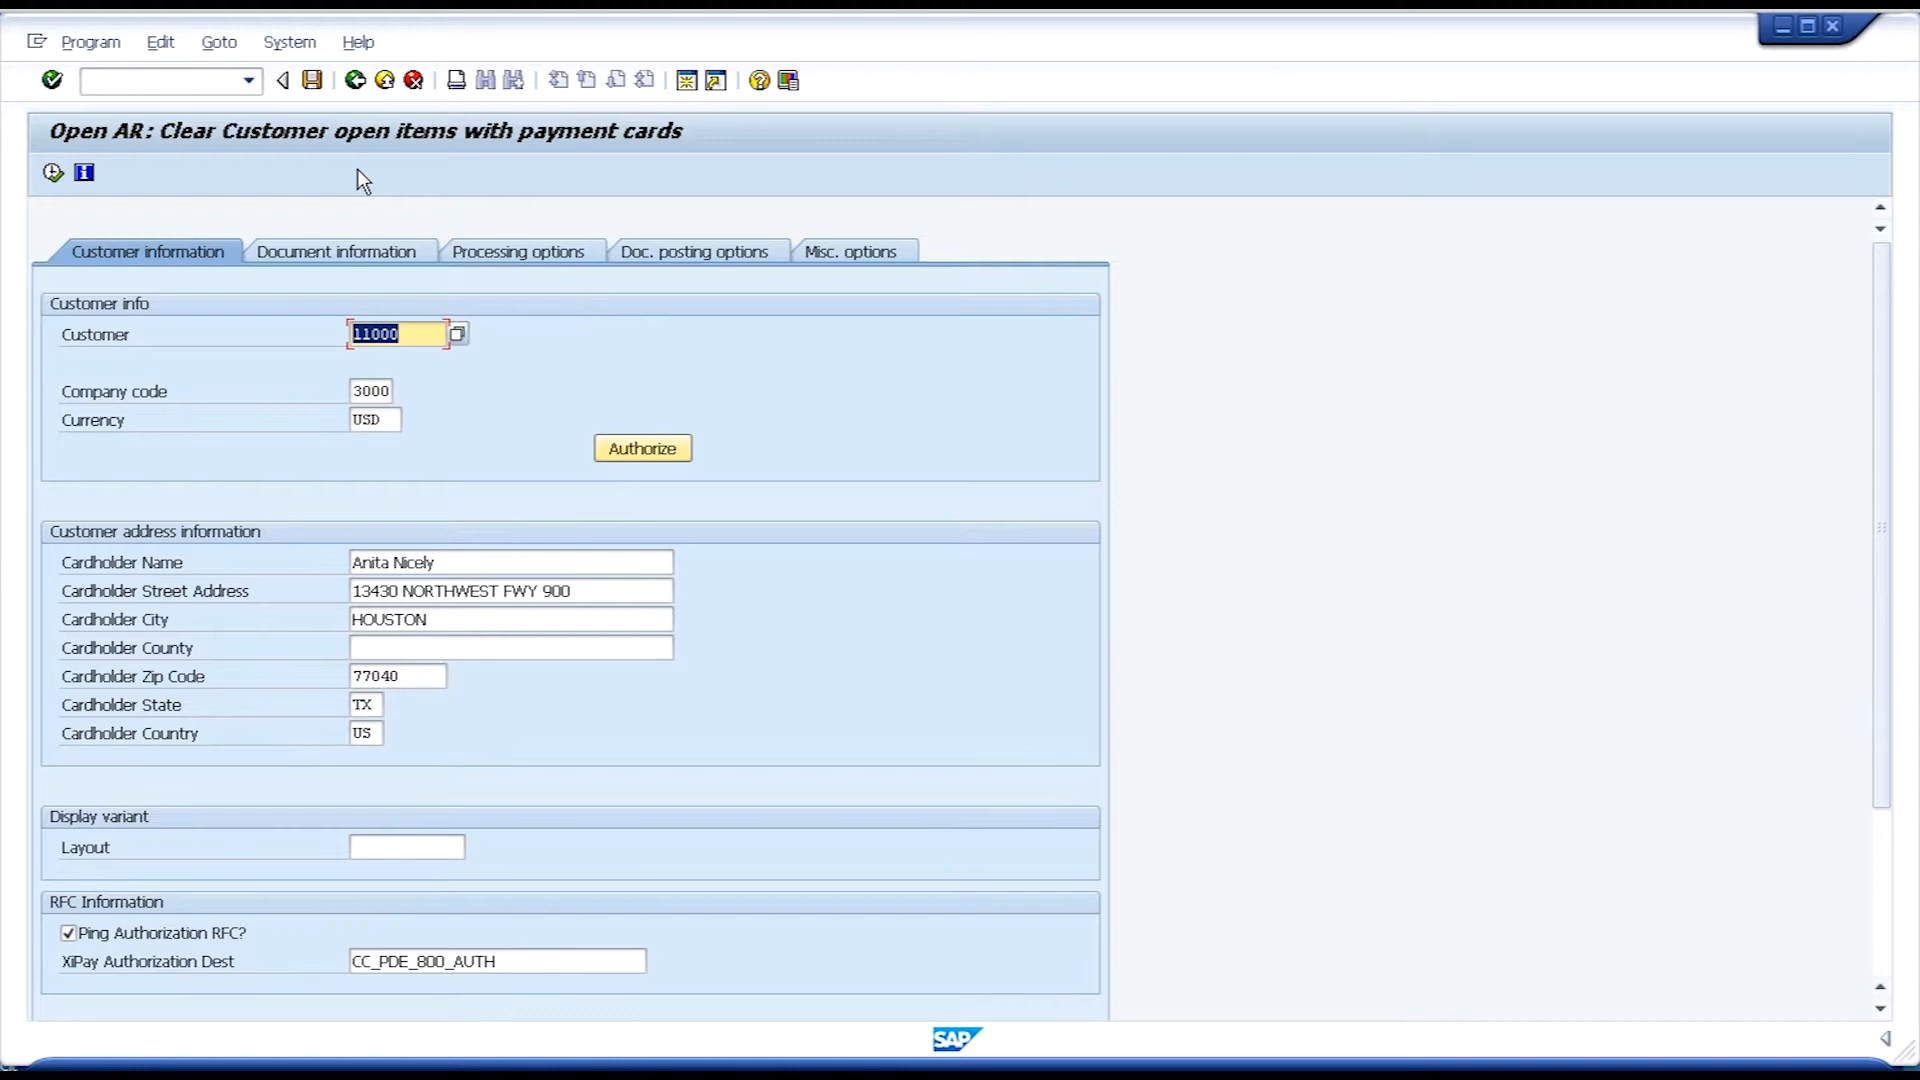 Program Edit Goto System Help
Open AR: Clear Customer open items with payment cards
Customer information Document information Processing options Doc. posting options Misc. options
Customer info
Customer 11000
Company code 3000
Currency USD
Authorize
Customer address information
Cardholder Name Anita Nicely
Cardholder Street Address 13430 NORTHWEST FWY 900
Cardholder City HOUSTON
Cardholder County
Cardholder Zip Code 77040
Cardholder State TX
Cardholder Country US
Display variant
Layout
RFC Information
Ping Authorization RFC?
XiPay Authorization Dest CC_PDE_800_AUTH
SAP